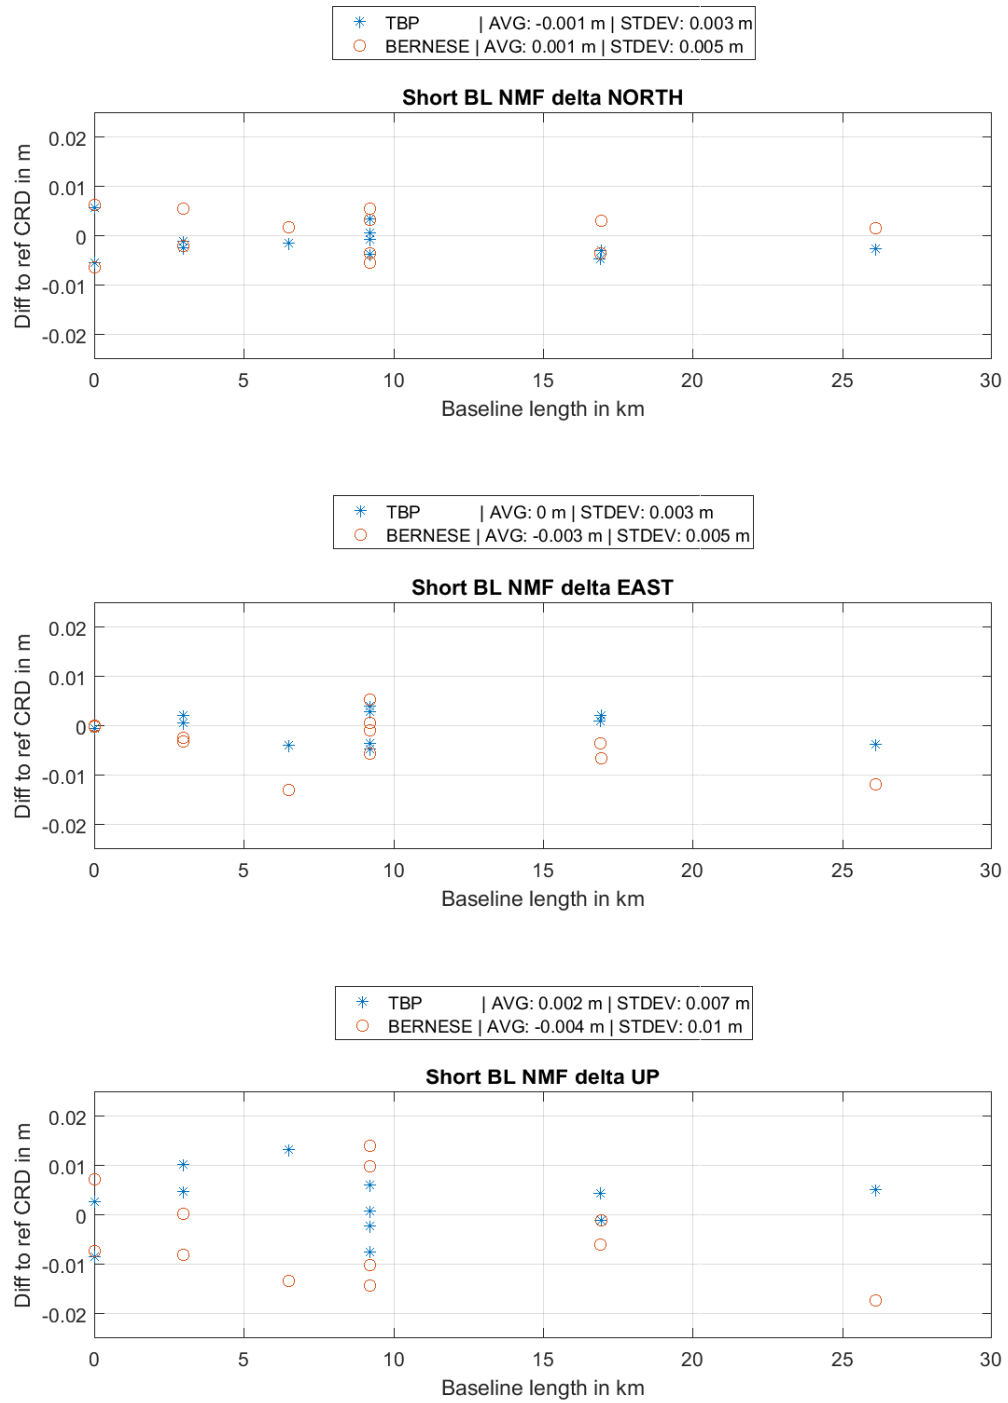 TBP | AVG: -0.001 m | STDEV: 0.003 m
BERNESE | AVG: 0.001 m | STDEV: 0.005 m
Short BL NMF delta NORTH
Diff to ref CRD in m
0.02
0.01
0
-0.01
-0.02
0 5 10 15 20 25 30
Baseline length in km
TBP | AVG: 0 m | STDEV: 0.003 m
BERNESE | AVG: -0.003 m | STDEV: 0.005 m
Short BL NMF delta EAST
Diff to ref CRD in m
0.02
0.01
0
-0.01
-0.02
0 5 10 15 20 25 30
Baseline length in km
TBP | AVG: 0.002 m | STDEV: 0.007 m
BERNESE | AVG: -0.004 m | STDEV: 0.01 m
Short BL NMF delta UP
Diff to ref CRD in m
0.02
0.01
0
-0.01
-0.02
0 5 10 15 20 25 30
Baseline length in km